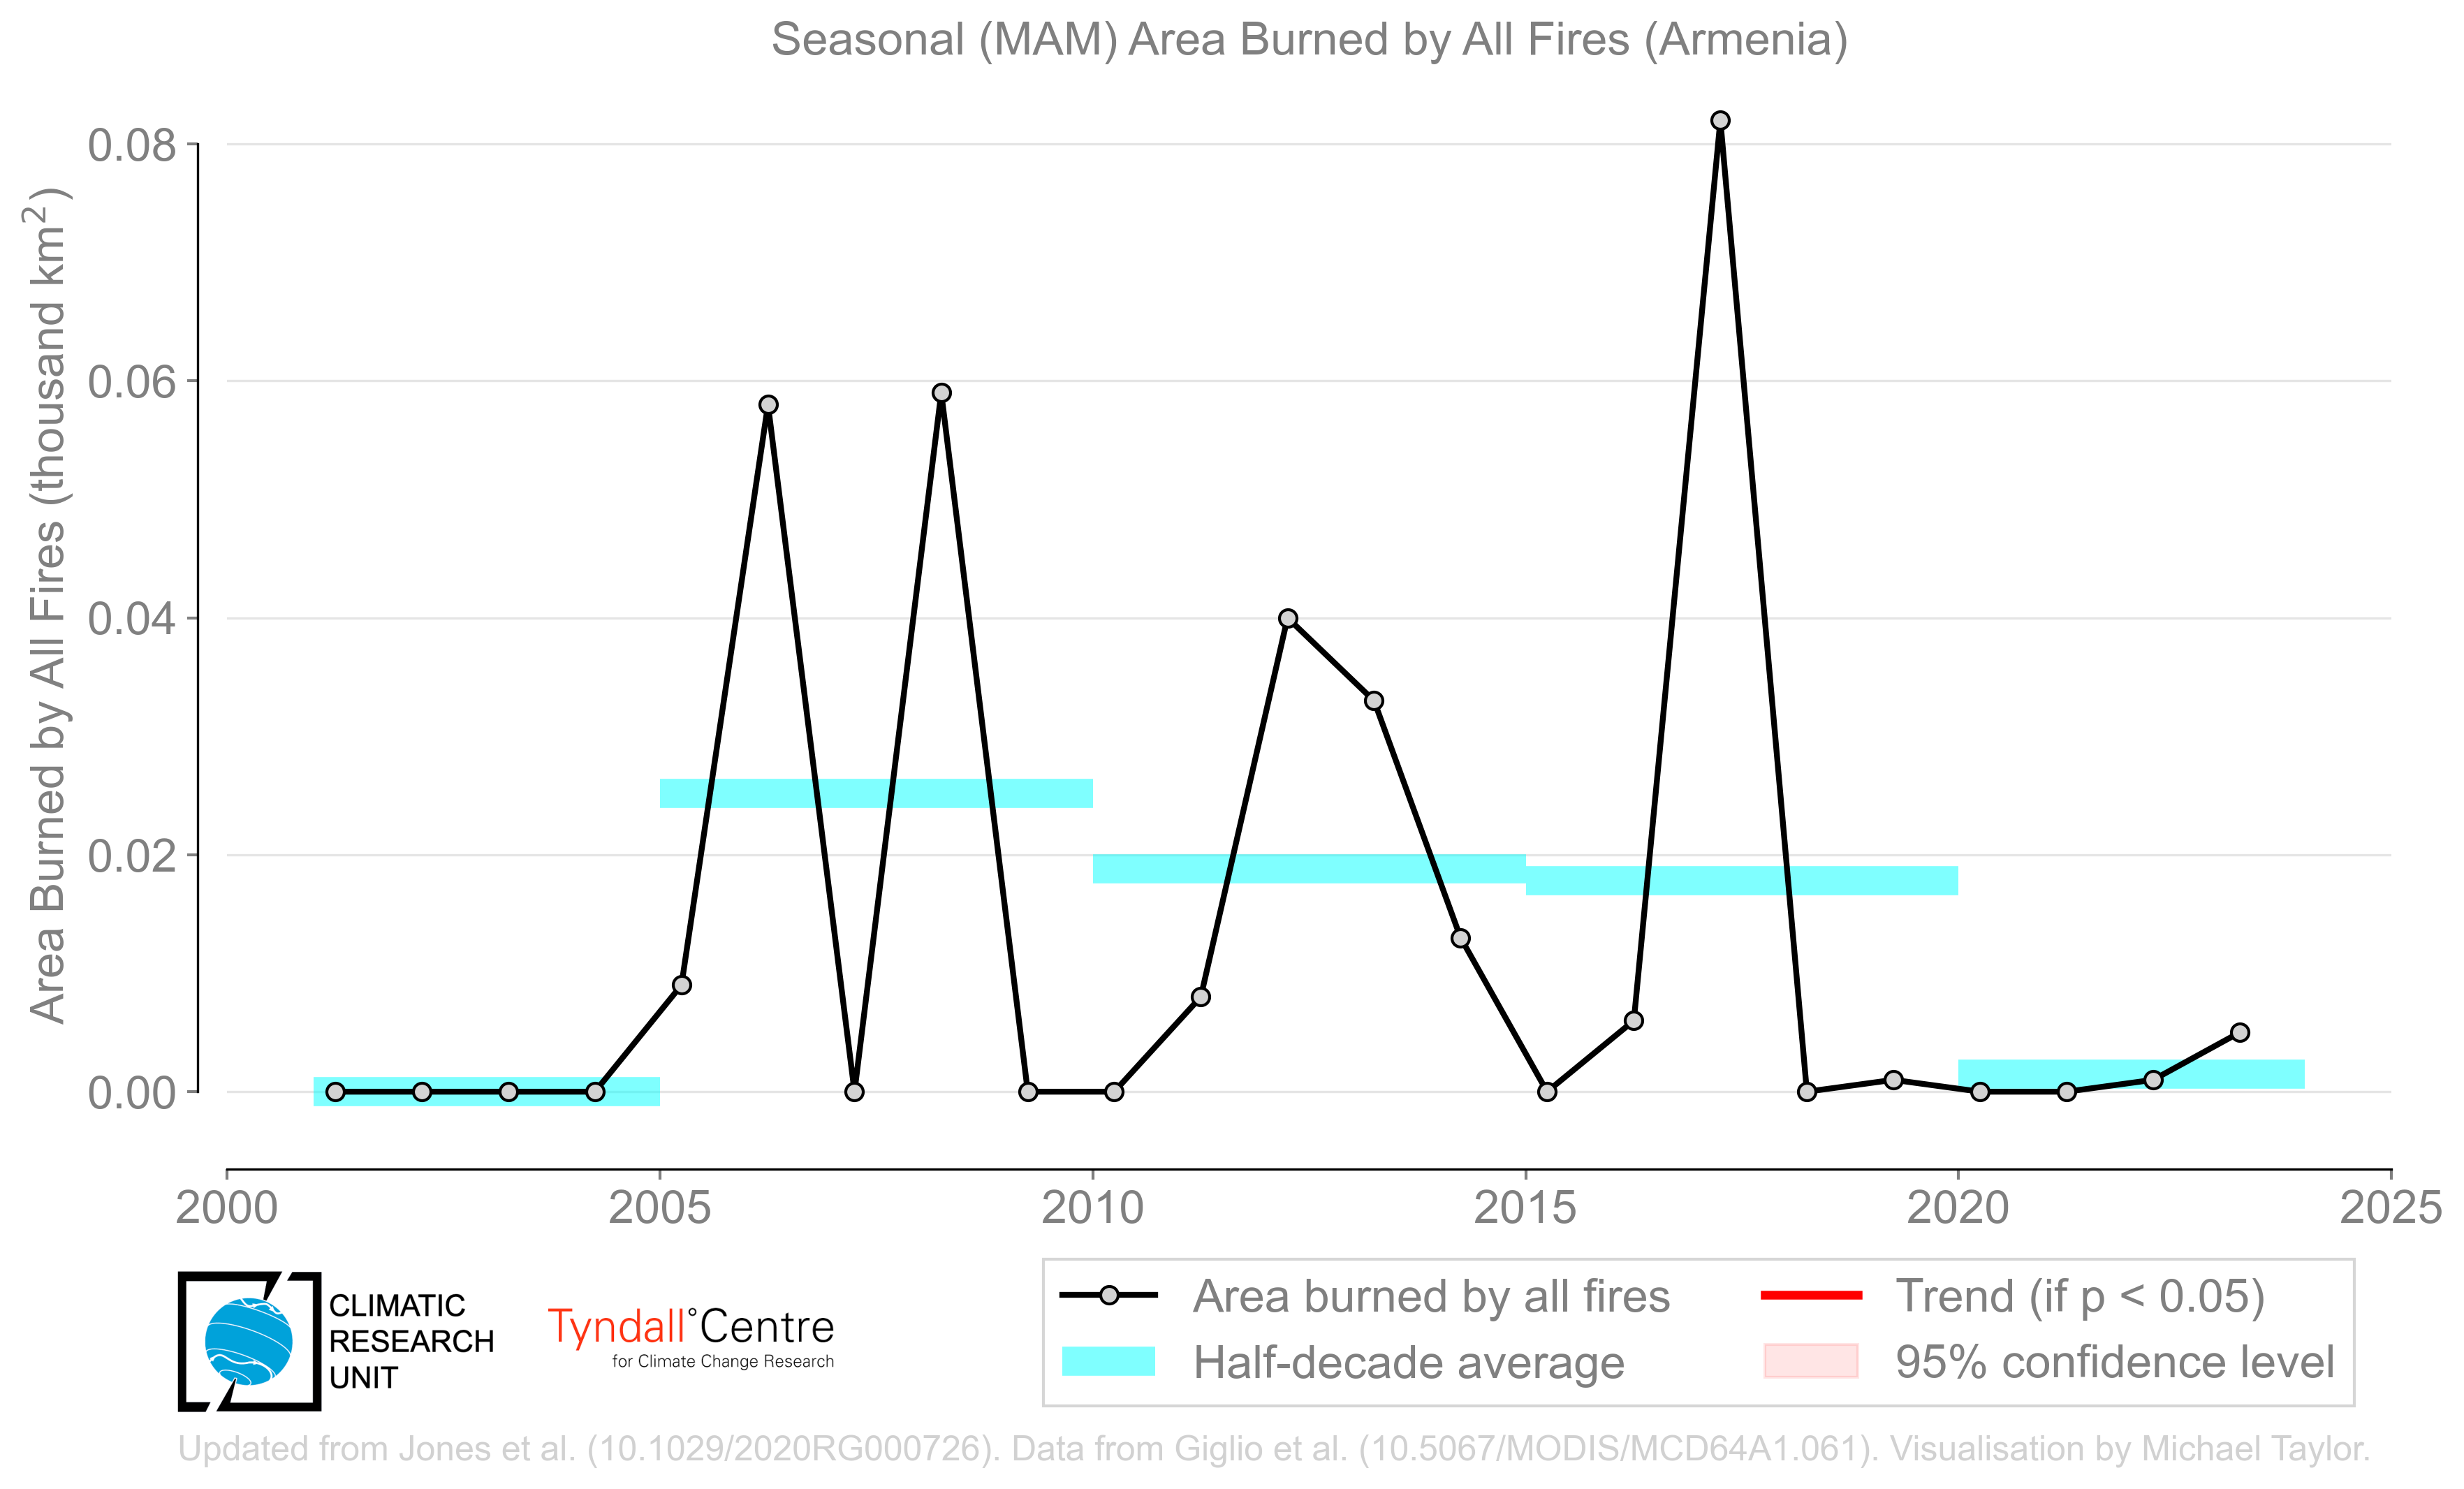 Seasonal (MAM) Area Burned by All Fires (Armenia)
Area Burned by All Fires (thousand km²)
0.08
0.06
0.04
0.02
0.00
2000 2005 2010 2015 2020 2025
CLIMATIC
RESEARCH
UNIT
Tyndall°Centre
for Climate Change Research
Area burned by all fires
Half-decade average
Trend (if p < 0.05)
95% confidence level
Updated from Jones et al. (10.1029/2020RG000726). Data from Giglio et al. (10.5067/MODIS/MCD64A1.061). Visualisation by Michael Taylor.